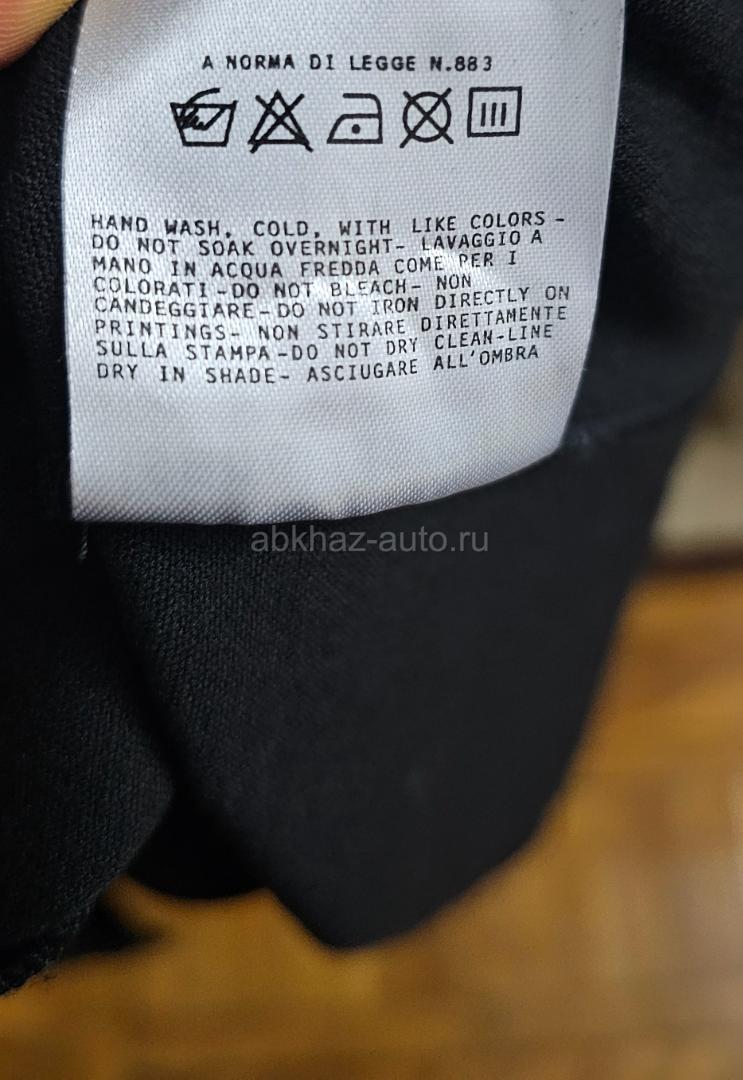 A NORMA DI LEGGE N.883
HAND WASH, COLD, WITH LIKE COLORS -
DO NOT SOAK OVERNIGHT- LAVAGGIO A
MANO IN ACQUA FREDDA COME PER I
COLORATI -DO NOT BLEACH- NON
CANDEGGIARE-DO NOT IRON DIRECTLY ON
PRINTINGS- NON STIRARE DIRETTAMENTE
SULLA STAMPA-DO NOT DRY CLEAN-LINE
DRY IN SHADE- ASCIUGARE ALL'OMBRA
abkhaz-auto.ru